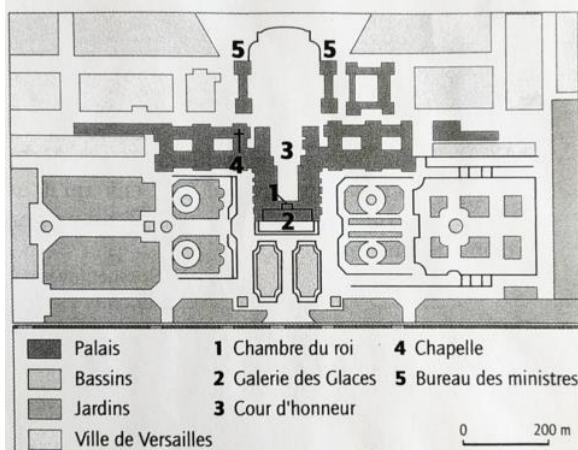 5 5
3
4
1
2
Palais
Bassins
Jardins
Ville de Versailles
1 Chambre du roi
2 Galerie des Glaces
3 Cour d'honneur
4 Chapelle
5 Bureau des ministres
0 200 m